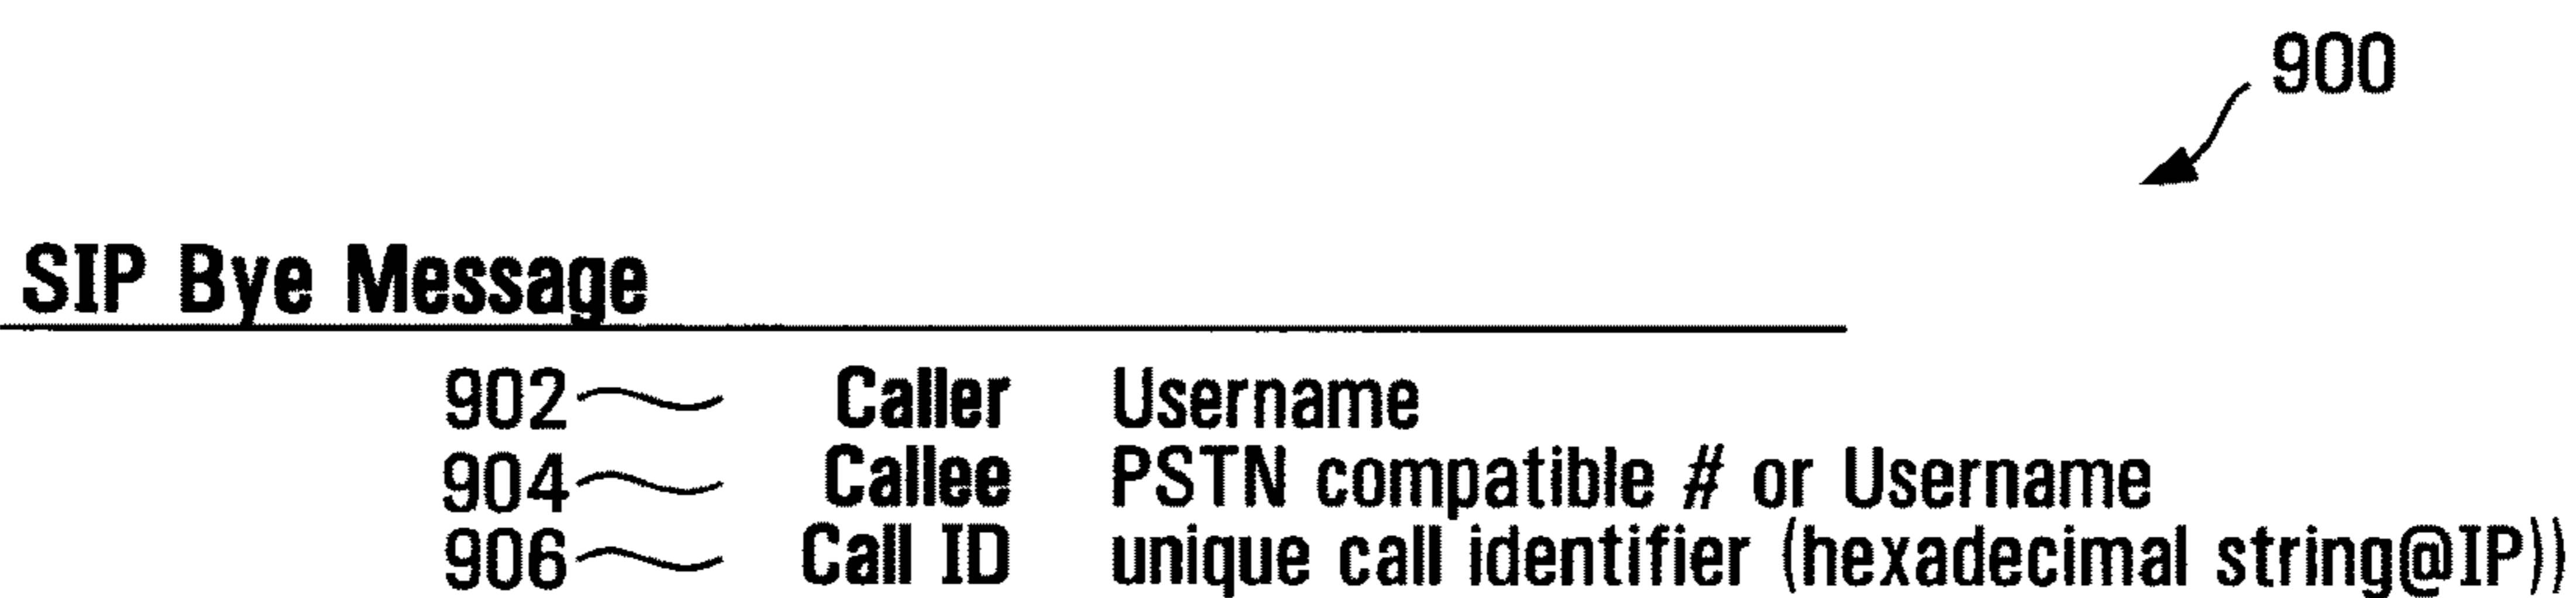 900
SIP Bye Message
902 Caller Username
904 Callee PSTN compatible # or Username
906 Call ID unique call identifier (hexadecimal string@IP))